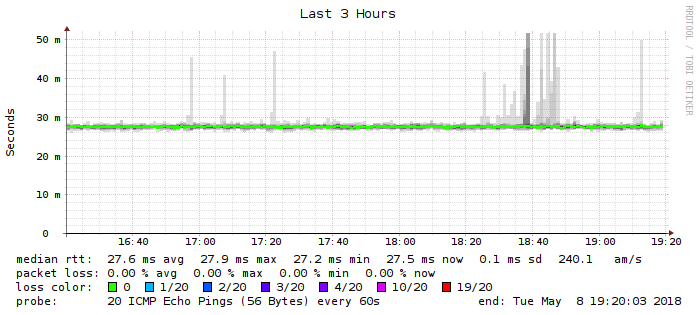 Last 3 Hours
RRDTOOL / TOBI OETIKER
Seconds
50 m
40 m
30 m
20 m
10 m
0
16:40 17:00 17:20 17:40 18:00 18:20 18:40 19:00 19:20
median rtt: 27.6 ms avg 27.9 ms max 27.2 ms min 27.5 ms now 0.1 ms sd 240.1 am/s
packet loss: 0.00 % avg 0.00 % max 0.00 % min 0.00 % now
loss color: 0 1/20 2/20 3/20 4/20 10/20 19/20
probe: 20 ICMP Echo Pings (56 Bytes) every 60s end: Tue May 8 19:20:03 2018